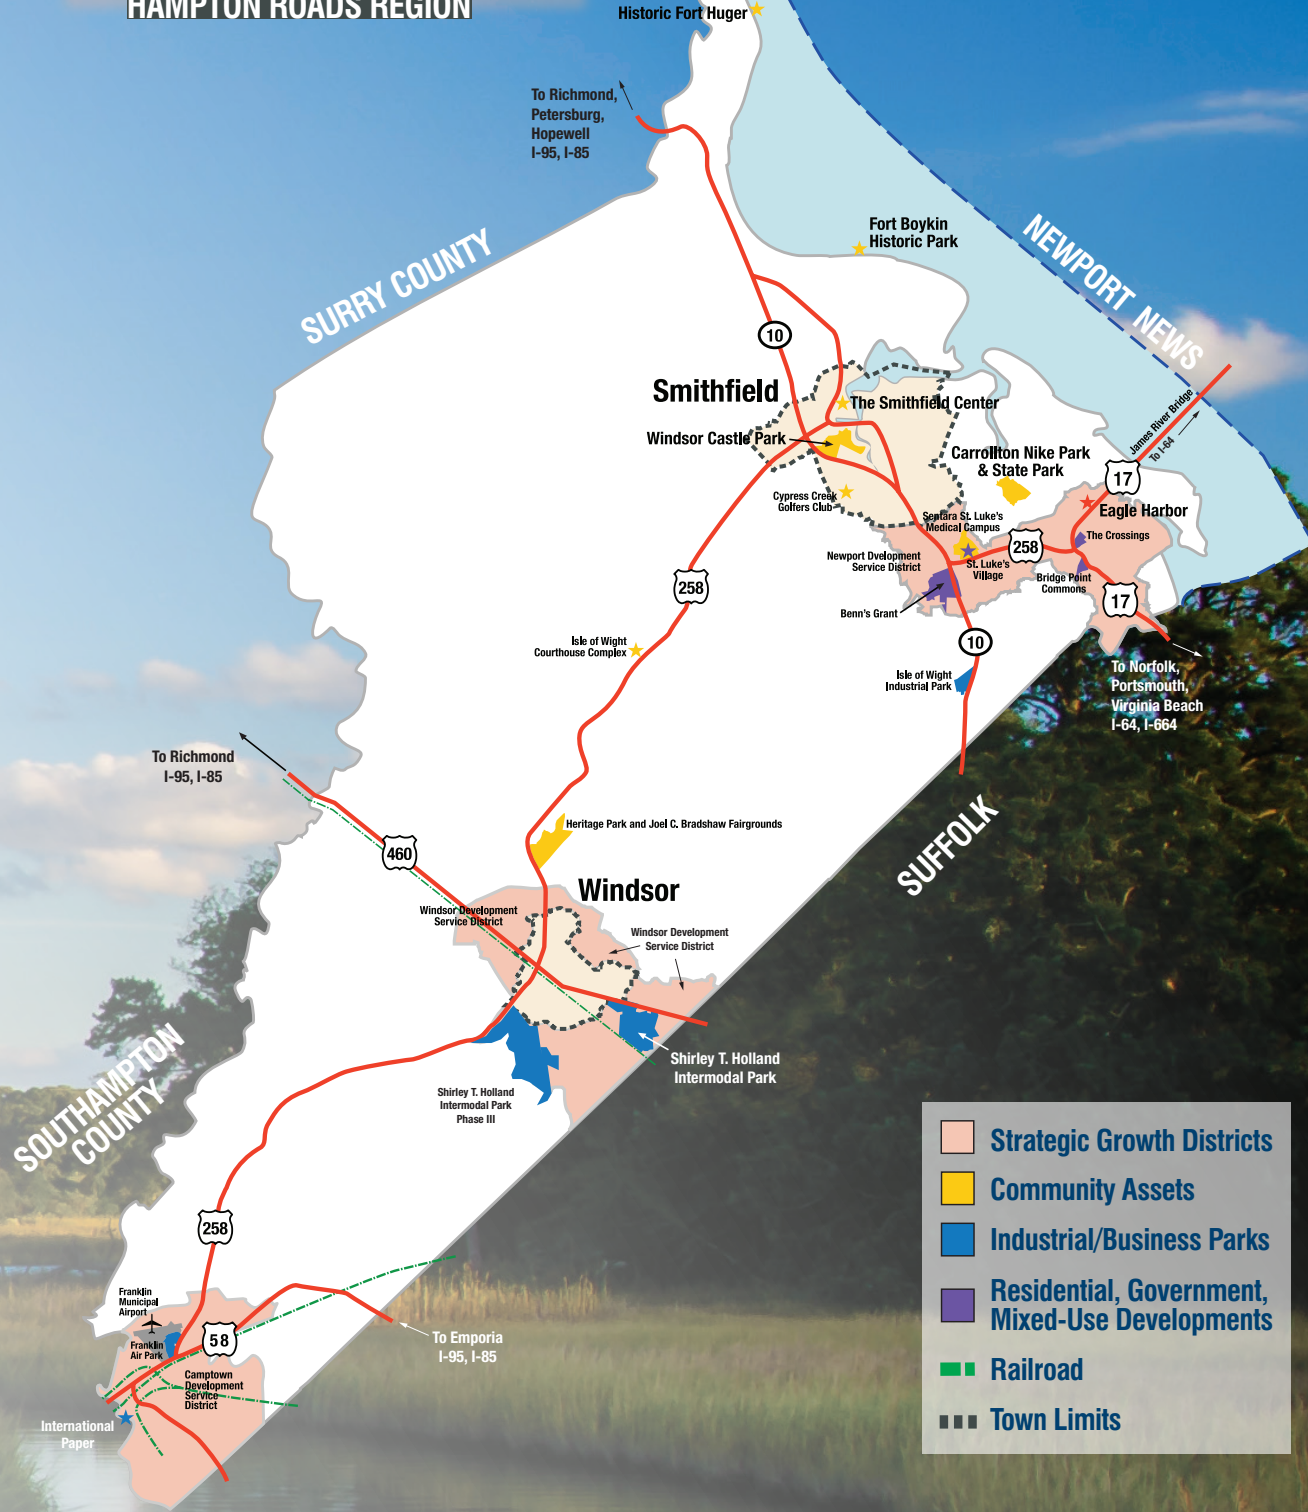 HAMPTON ROADS REGION
Historic Fort Huger
To Richmond,
Petersburg,
Hopewell
I-95, I-85
Fort Boykin
Historic Park
SURRY COUNTY
NEWPORT NEWS
10
Smithfield
The Smithfield Center
Windsor Castle Park
James River Bridge
To I-64
Carrollton Nike Park
& State Park
17
Cypress Creek
Golfers Club
Eagle Harbor
Sentara St. Luke's
Medical Campus
The Crossings
258
Newport Dvelopment
Service District
St. Luke's
Village
Bridge Point
Commons
258
17
Benn's Grant
10
Isle of Wight
Courthouse Complex
Isle of Wight
Industrial Park
To Norfolk,
Portsmouth,
Virginia Beach
I-64, I-664
To Richmond
I-95, I-85
Heritage Park and Joel C. Bradshaw Fairgrounds
460
SUFFOLK
Windsor
Windsor Development
Service District
Windsor Development
Service District
Shirley T. Holland
Intermodal Park
Shirley T. Holland
Intermodal Park
Phase III
SOUTHAMPTON
COUNTY
258
Franklin
Municipal
Airport
Franklin
Air Park
58
To Emporia
I-95, I-85
Camptown
Development
Service
District
International
Paper
Strategic Growth Districts
Community Assets
Industrial/Business Parks
Residential, Government,
Mixed-Use Developments
Railroad
Town Limits